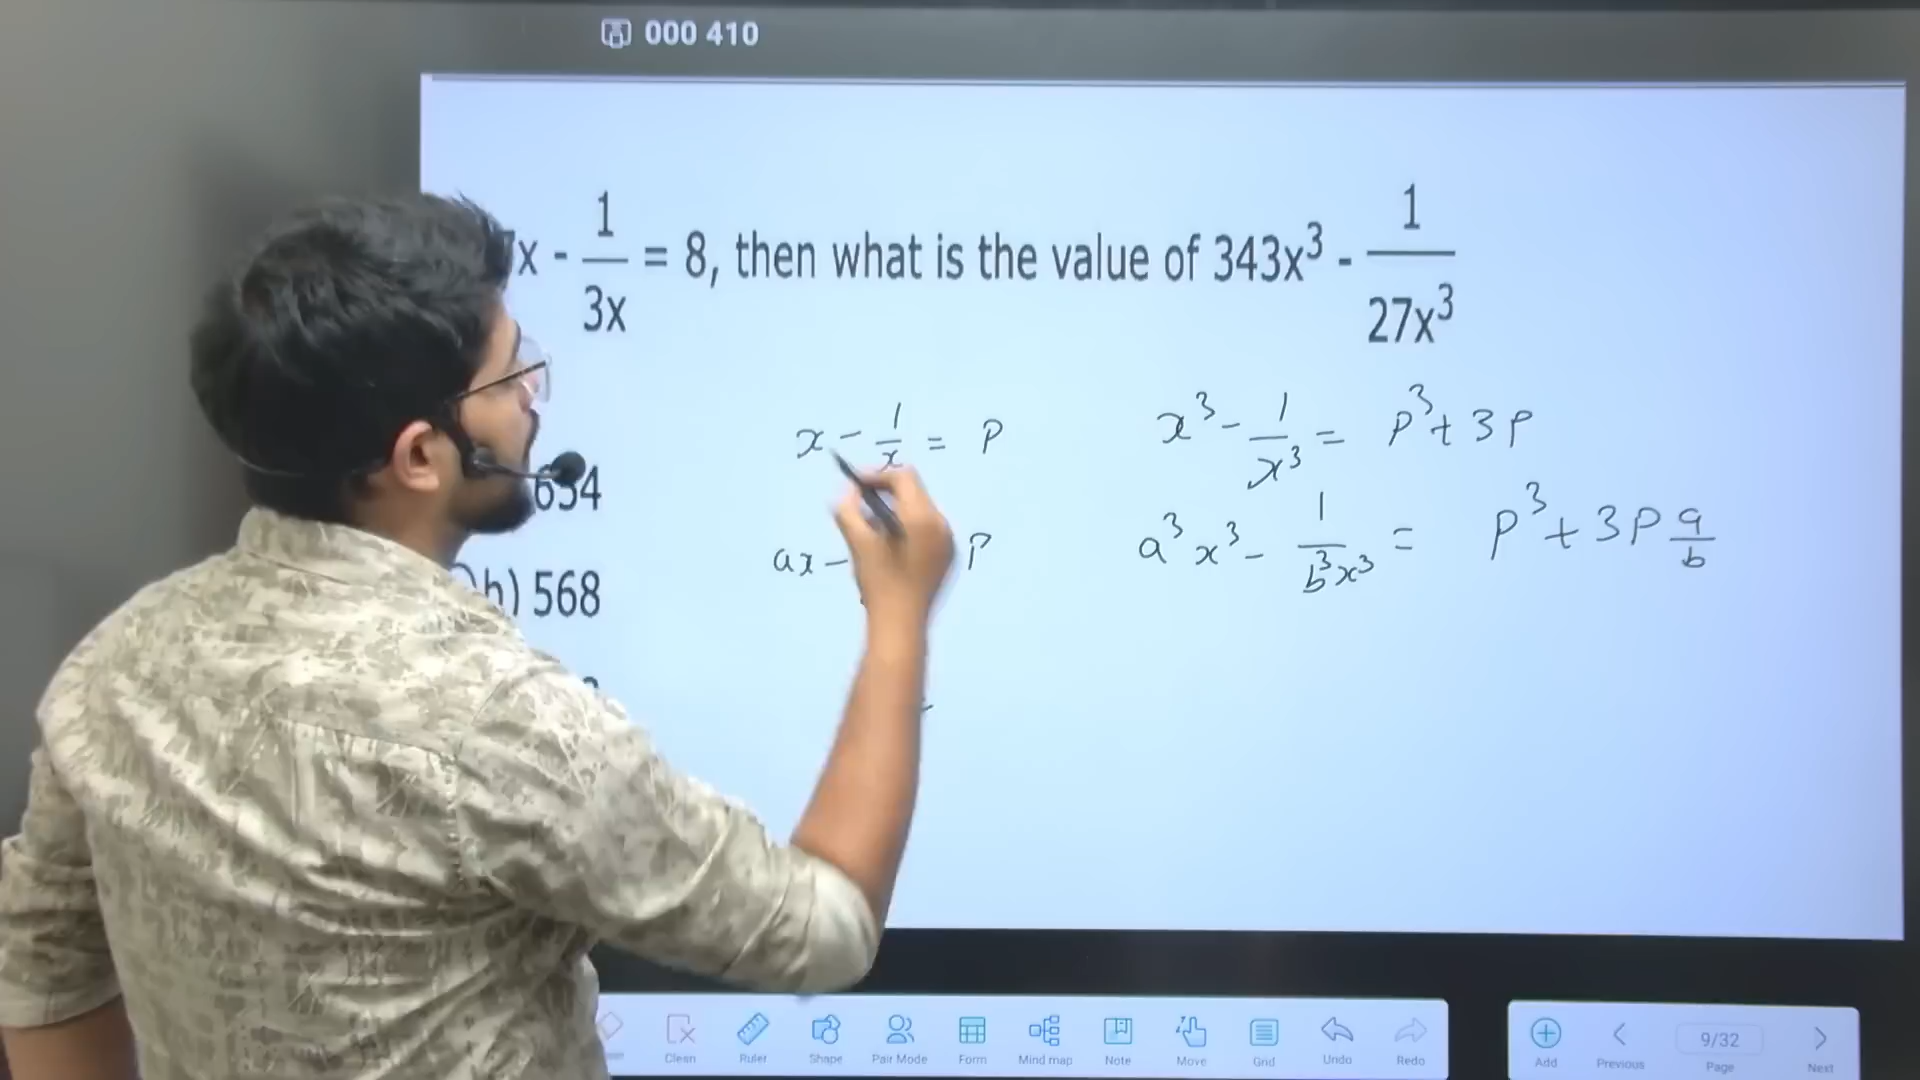 000 410
7x - 1/3x = 8, then what is the value of 343x³ - 1/27x³
x - 1/x = P
x³ - 1/x³ = P³ + 3P
654
ax - P
a³x³ - 1/b³x³ = P³ + 3P a/b
b) 568
Clean Ruler Shape Pair Mode Form Mind map Note Move Grid Undo Redo
Add Previous 9/32 Page Next